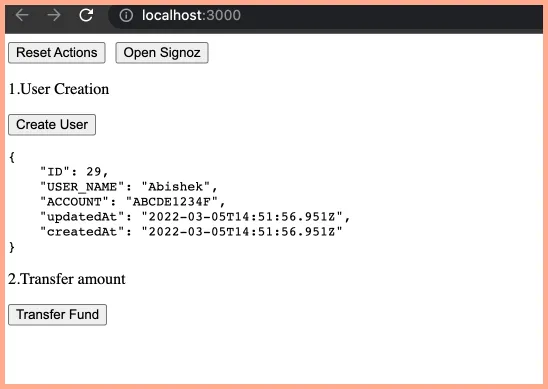 localhost:3000
Reset Actions Open Signoz
1.User Creation
Create User
{
    "ID": 29,
    "USER_NAME": "Abishek",
    "ACCOUNT": "ABCDE1234F",
    "updatedAt": "2022-03-05T14:51:56.951Z",
    "createdAt": "2022-03-05T14:51:56.951Z"
}
2.Transfer amount
Transfer Fund